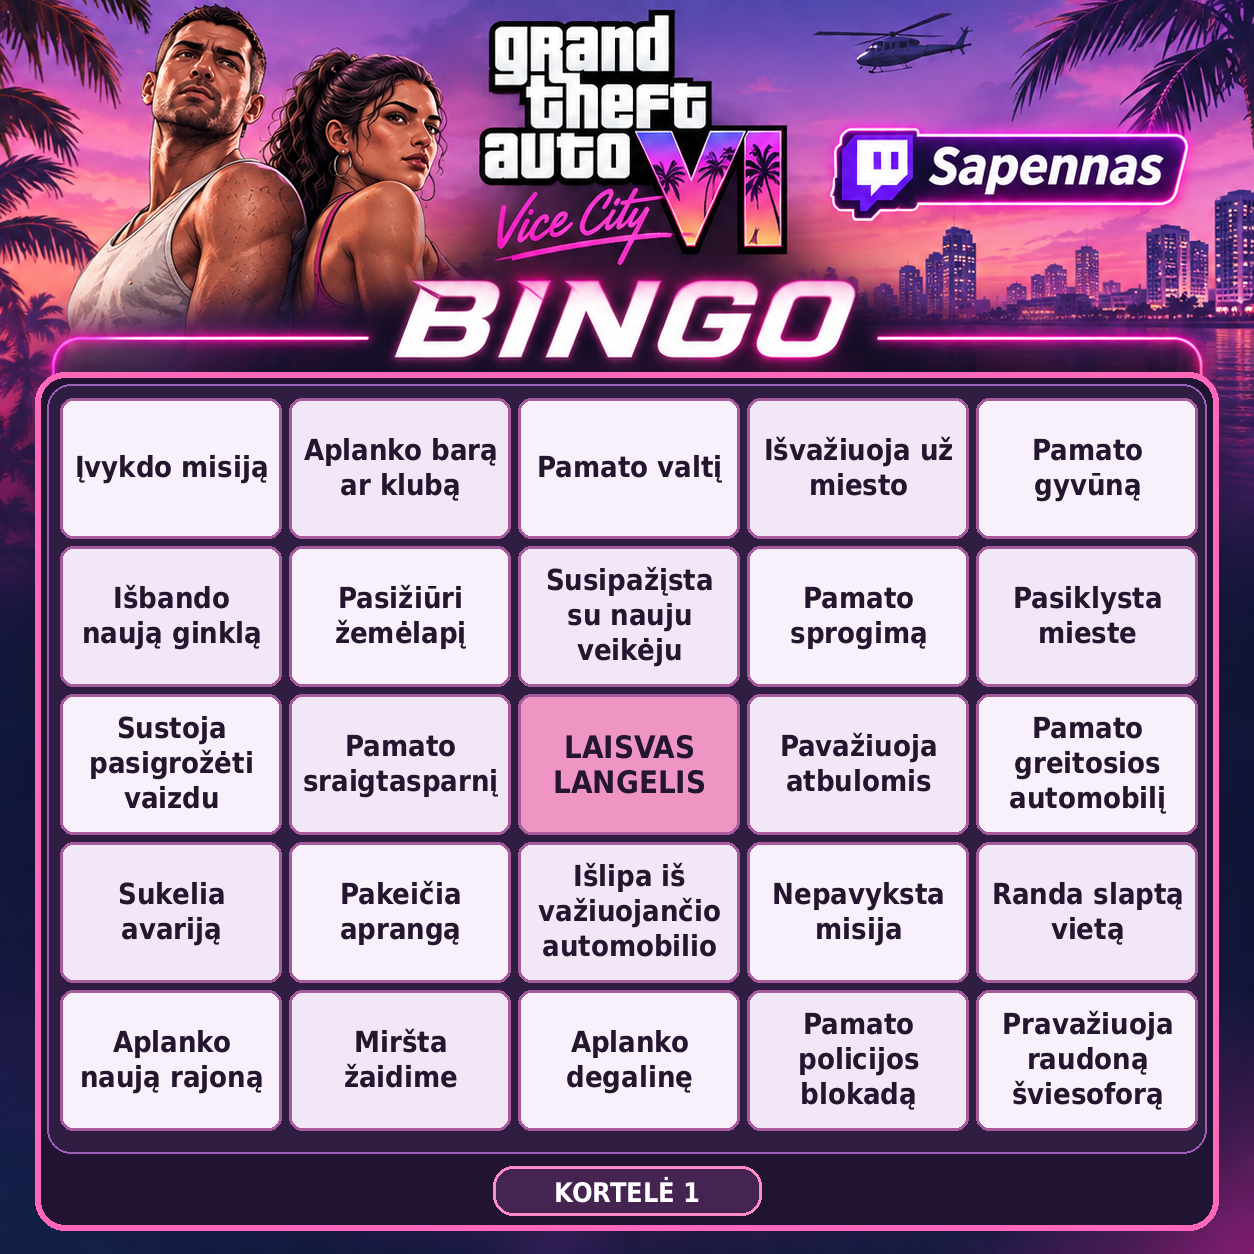 grand
theft
auto VI
Vice City
Sapennas
BINGO
Įvykdo misiją
Aplanko barą
ar klubą
Pamato valtį
Išvažiuoja už
miesto
Pamato
gyvūną
Išbando
naują ginklą
Pasižiūri
žemėlapį
Susipažįsta
su nauju
veikėju
Pamato
sprogimą
Pasiklysta
mieste
Sustoja
pasigrožėti
vaizdu
Pamato
sraigtasparnį
LAISVAS
LANGELIS
Pavažiuoja
atbulomis
Pamato
greitosios
automobilį
Sukelia
avariją
Pakeičia
aprangą
Išlipa iš
važiuojančio
automobilio
Nepavyksta
misija
Randa slaptą
vietą
Aplanko
naują rajoną
Miršta
žaidime
Aplanko
degalinę
Pamato
policijos
blokadą
Pravažiuoja
raudoną
šviesoforą
KORTELĖ 1